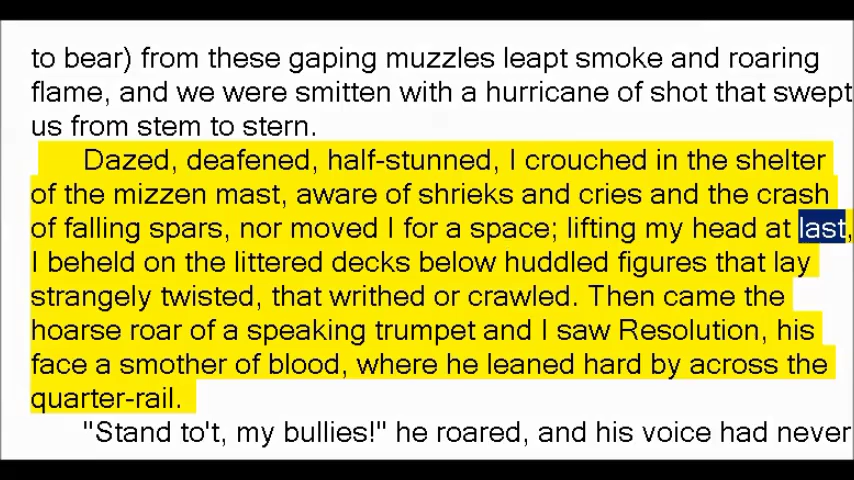 to bear) from these gaping muzzles leapt smoke and roaring
flame, and we were smitten with a hurricane of shot that swept
us from stem to stern.
Dazed, deafened, half-stunned, I crouched in the shelter
of the mizzen mast, aware of shrieks and cries and the crash
of falling spars, nor moved I for a space; lifting my head at last,
I beheld on the littered decks below huddled figures that lay
strangely twisted, that writhed or crawled. Then came the
hoarse roar of a speaking trumpet and I saw Resolution, his
face a smother of blood, where he leaned hard by across the
quarter-rail.
"Stand to't, my bullies!" he roared, and his voice had never